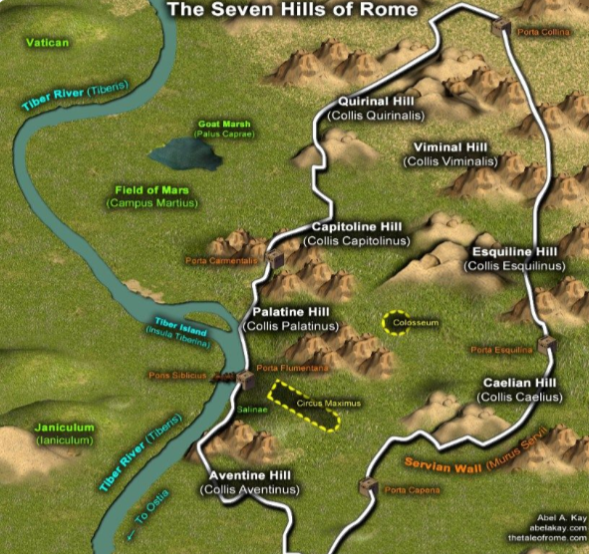 The Seven Hills of Rome
Porta Collina
Vatican
Tiber River (Tiberis)
Quirinal Hill
(Collis Quirinalis)
Goat Marsh
(Palus Caprae)
Viminal Hill
(Collis Viminalis)
Field of Mars
(Campus Martius)
Capitoline Hill
(Collis Capitolinus)
Esquiline Hill
(Collis Esquilinus)
Porta Carmentalis
Palatine Hill
(Collis Palatinus)
Colosseum
Tiber Island
(Insula Tiberina)
Porta Esquilina
Porta Flumentana
Pons Siblicius
Caelian Hill
(Collis Caelius)
Circus Maximus
Salinae
Janiculum
(Ianiculum)
Tiber River (Tiberis)
Servian Wall (Murus Servii
Aventine Hill
(Collis Aventinus)
Porta Capena
← To Ostia
Abel A. Kay
abelakay.com
thetaleofrome.com